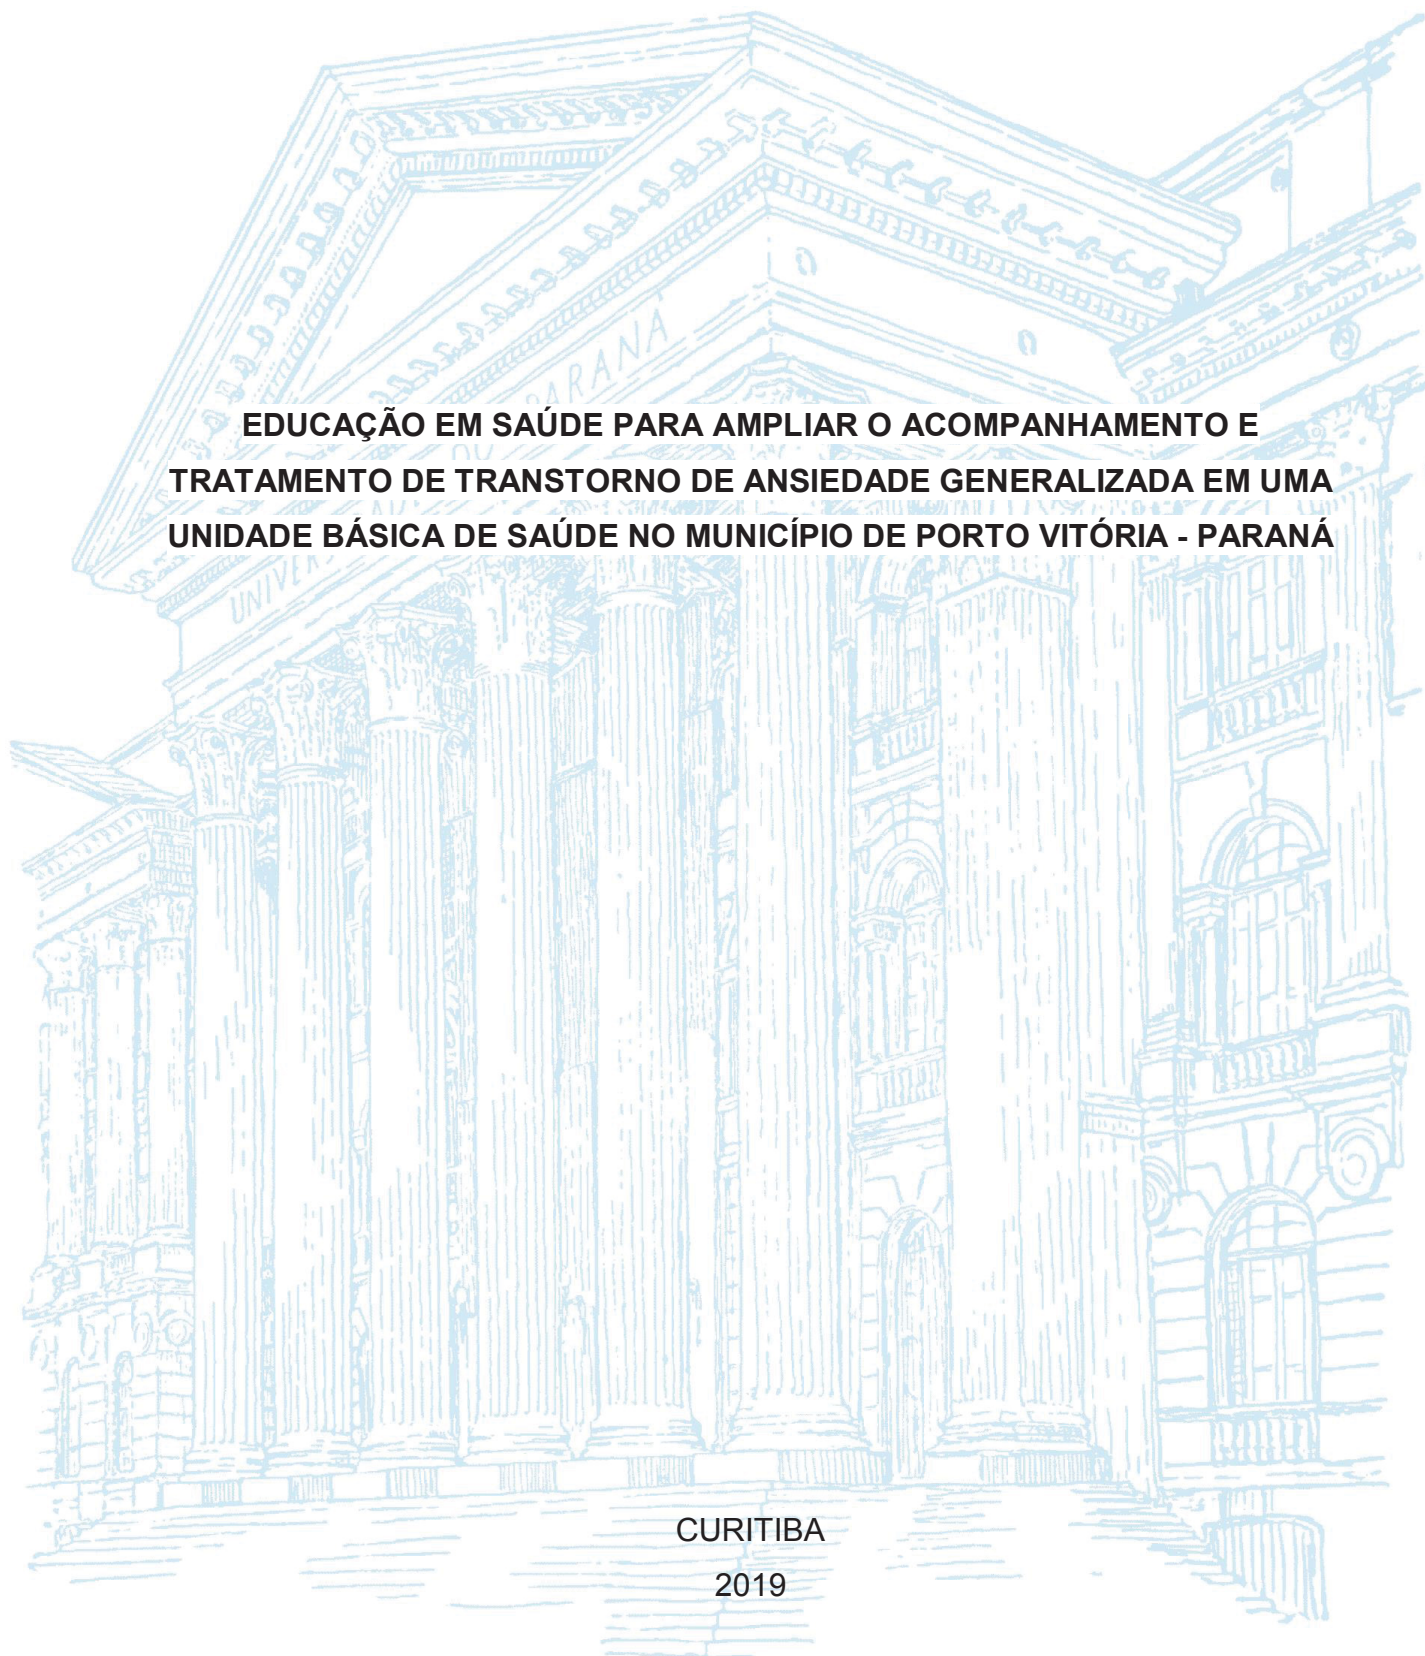 PARANÁ
EDUCAÇÃO EM SAÚDE PARA AMPLIAR O ACOMPANHAMENTO E
TRATAMENTO DE TRANSTORNO DE ANSIEDADE GENERALIZADA EM UMA
UNIDADE BÁSICA DE SAÚDE NO MUNICÍPIO DE PORTO VITÓRIA - PARANÁ
CURITIBA
2019